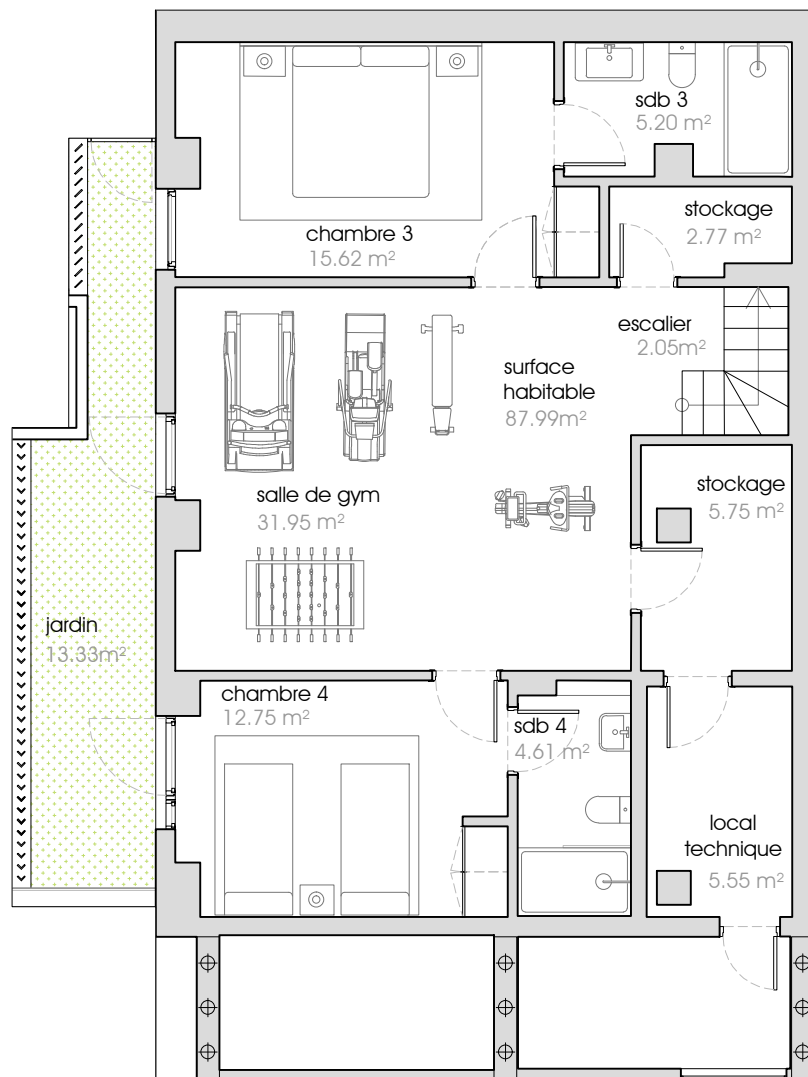 sdb 3
5.20 m²
stockage
2.77 m²
chambre 3
15.62 m²
escalier
2.05m²
surface
habitable
87.99m²
salle de gym
31.95 m²
stockage
5.75 m²
jardin
13.33m²
chambre 4
12.75 m²
sdb 4
4.61 m²
local
technique
5.55 m²